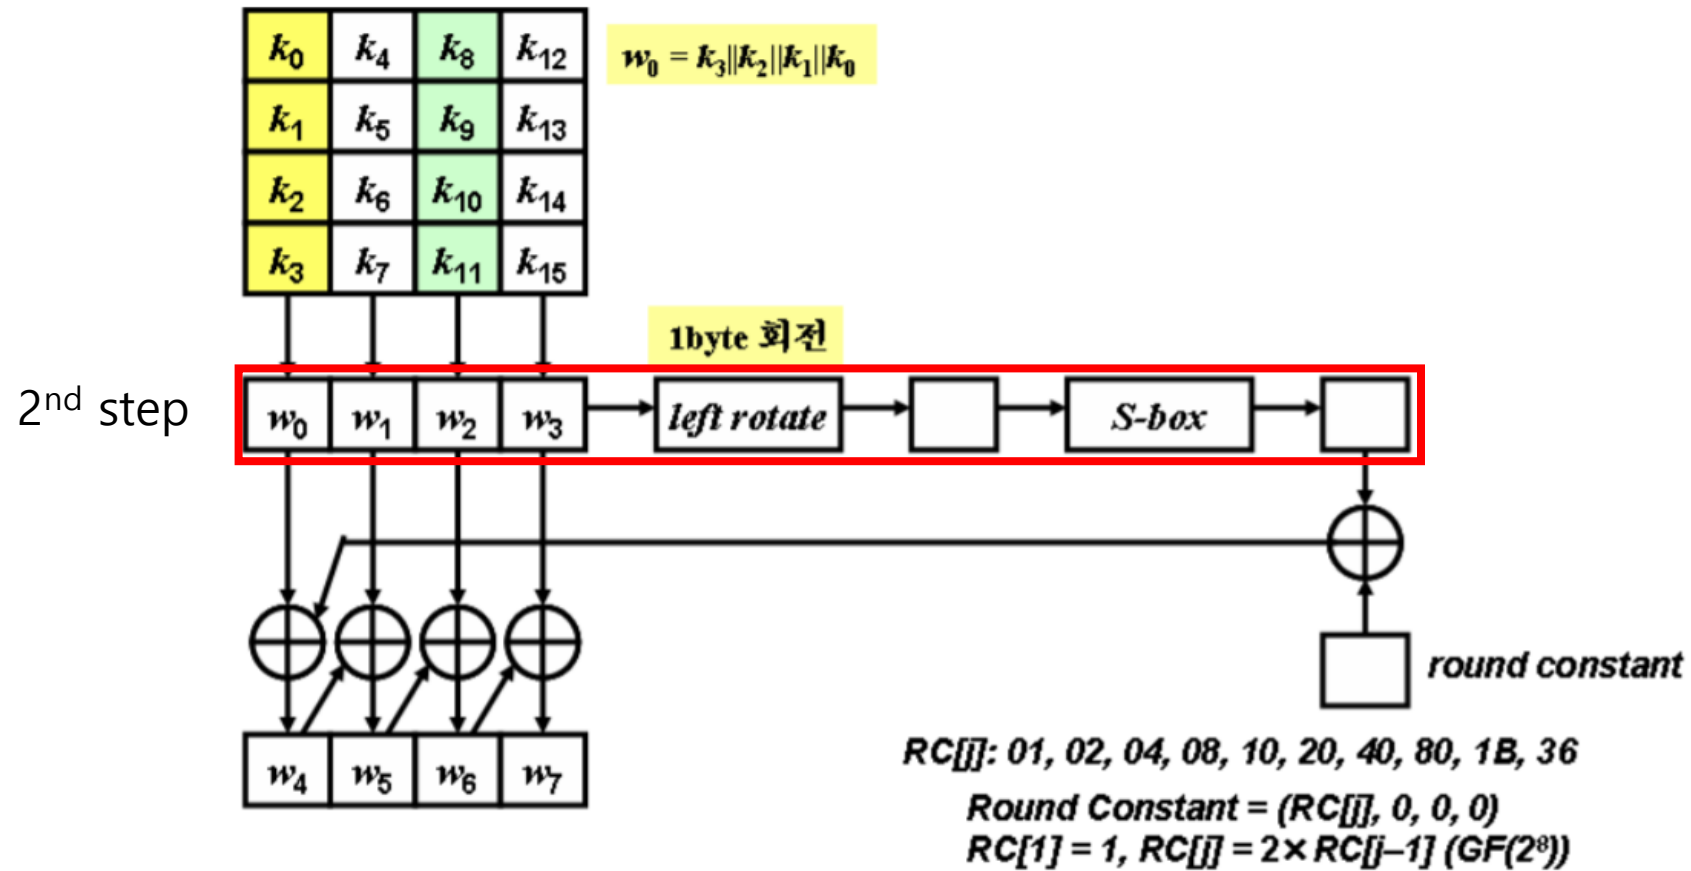 k₀ k₄ k₈ k₁₂
w₀ = k₃||k₂||k₁||k₀
k₁ k₅ k₉ k₁₃
k₂ k₆ k₁₀ k₁₄
k₃ k₇ k₁₁ k₁₅
1byte 회전
2ⁿᵈ step
w₀ w₁ w₂ w₃ left rotate S-box
round constant
w₄ w₅ w₆ w₇
RC[j]: 01, 02, 04, 08, 10, 20, 40, 80, 1B, 36
Round Constant = (RC[j], 0, 0, 0)
RC[1] = 1, RC[j] = 2× RC[j–1] (GF(2⁸))